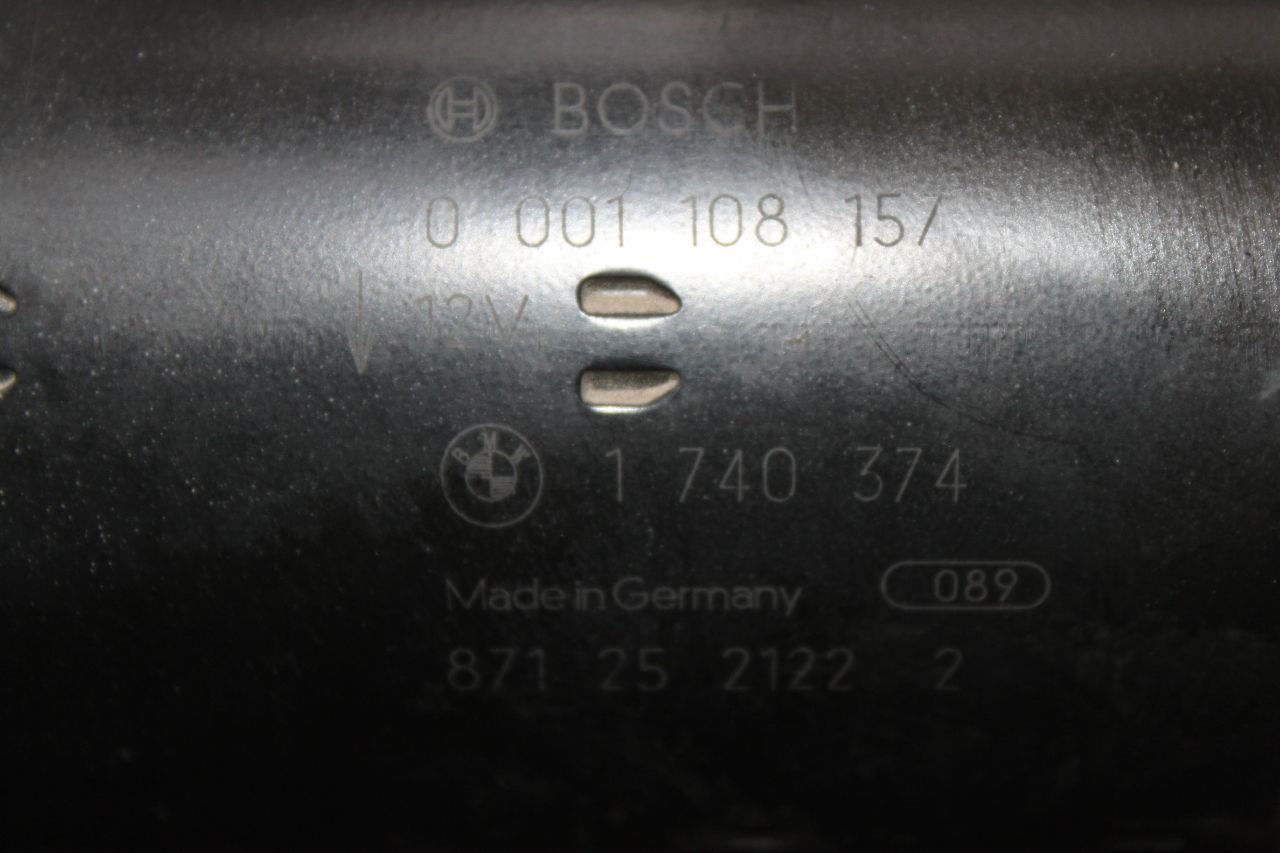 BOSCH
0 001 108 157
12V
BMW 1 740 374
Made in Germany 089
871 25 2122 2